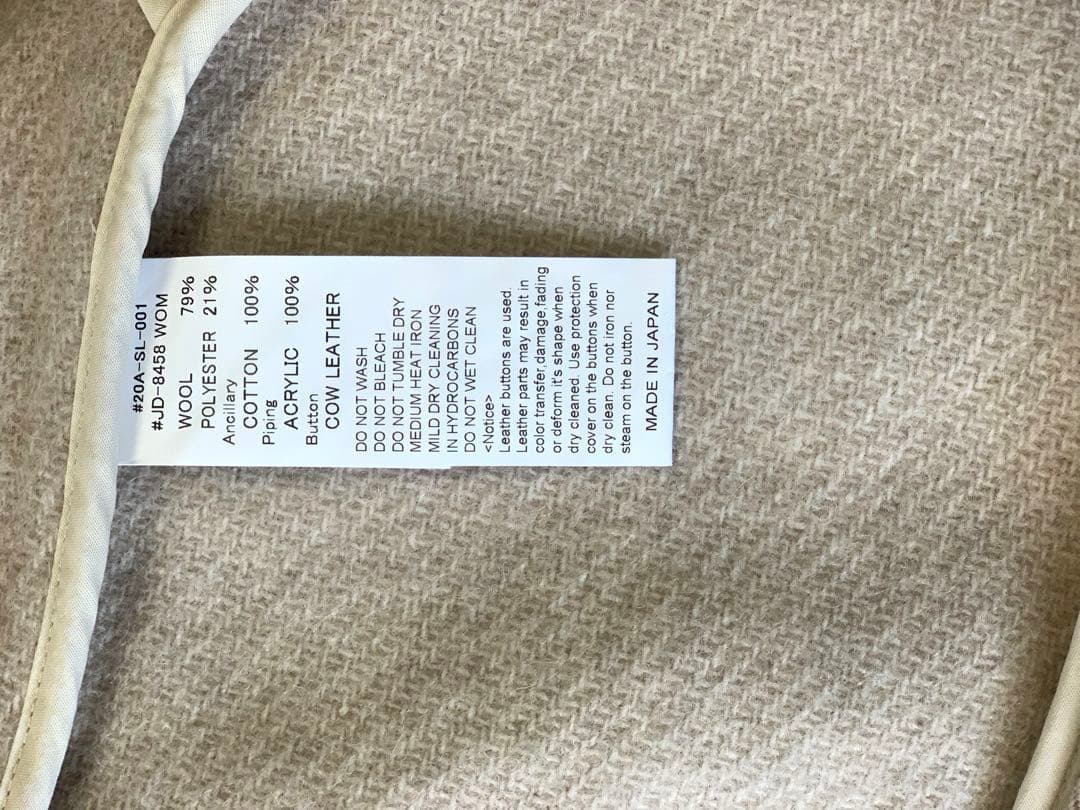 #20A-SL-001
#JD-8458 WOM
WOOL 79%
POLYESTER 21%
Ancillary
COTTON 100%
Piping
ACRYLIC 100%
Button
COW LEATHER
DO NOT WASH
DO NOT BLEACH
DO NOT TUMBLE DRY
MEDIUM HEAT IRON
MILD DRY CLEANING
IN HYDROCARBONS
DO NOT WET CLEAN
<Notice>
Leather buttons are used.
Leather parts may result in
color transfer,damage,fading
or deform it's shape when
dry cleaned. Use protection
cover on the buttons when
dry clean. Do not iron nor
steam on the button.
MADE IN JAPAN